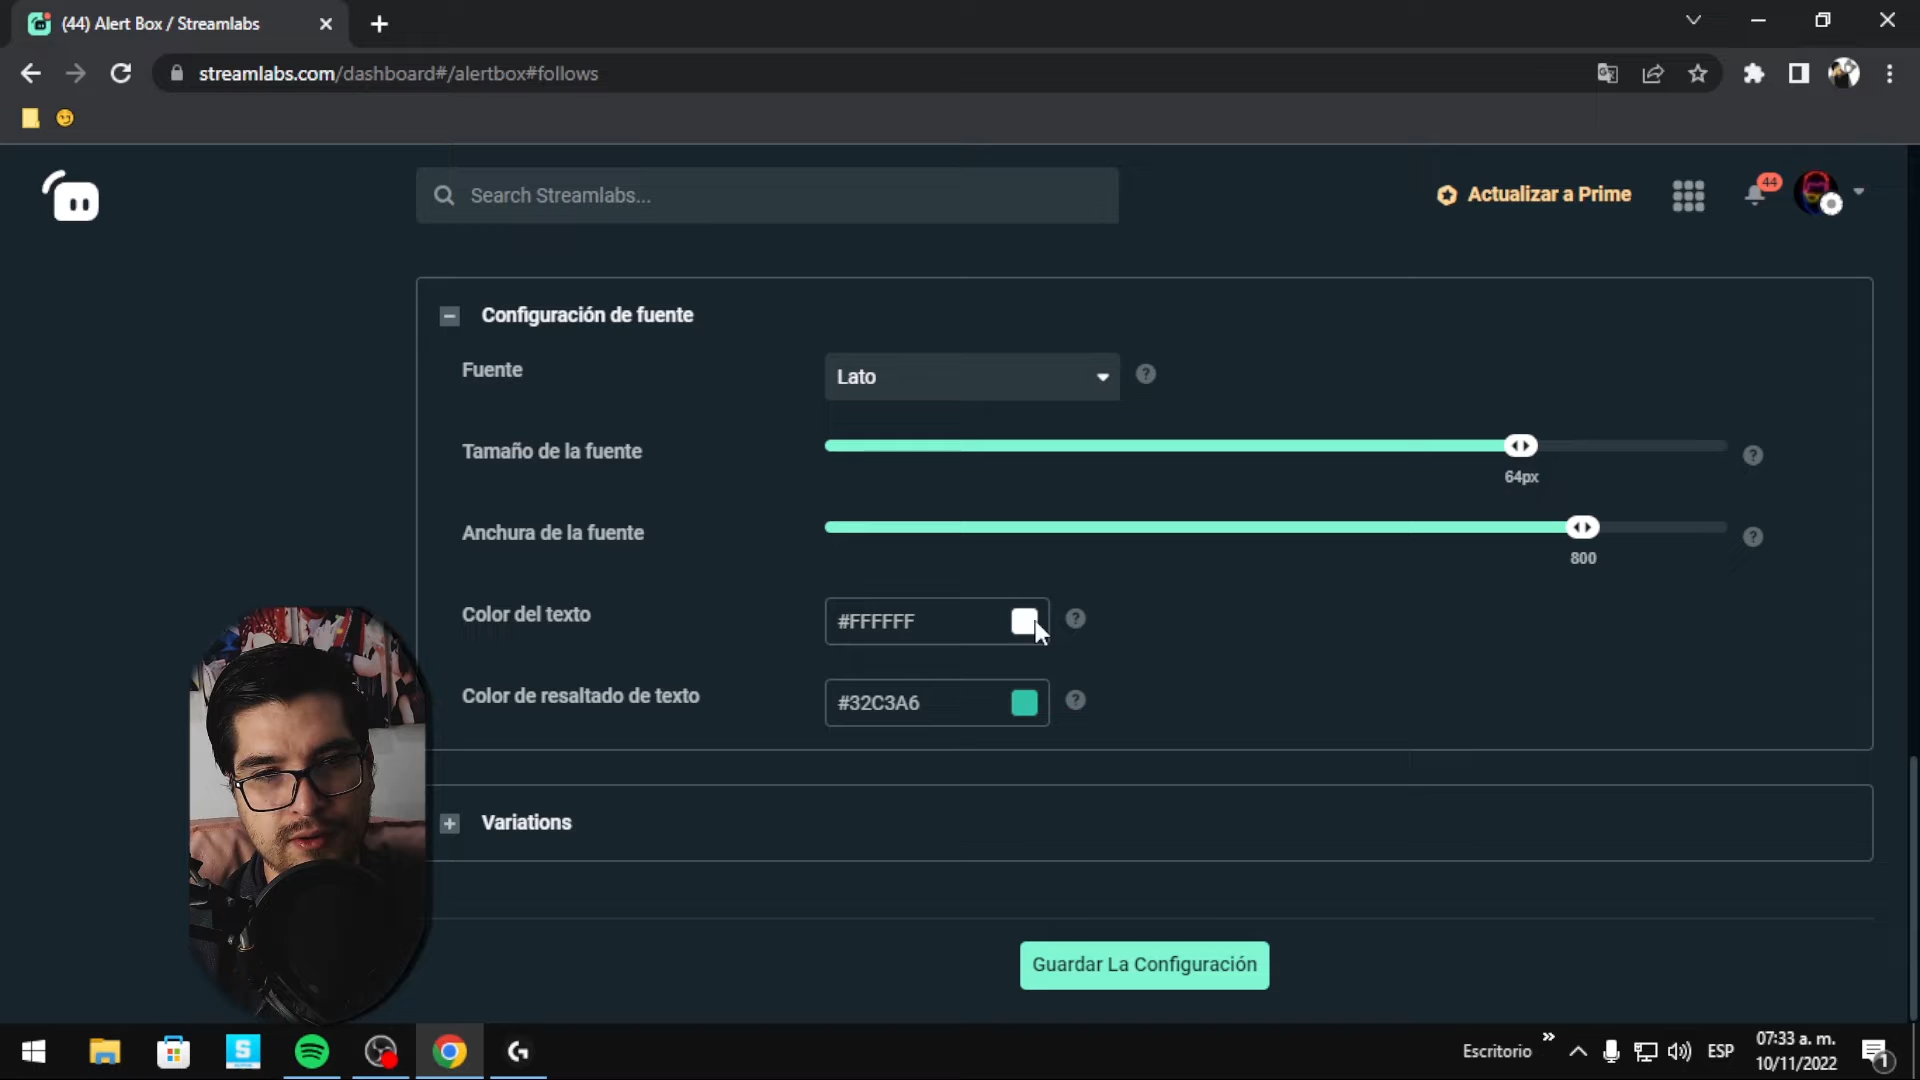 (44) Alert Box / Streamlabs
streamlabs.com/dashboard#/alertbox#follows
Search Streamlabs...
Actualizar a Prime
44
Configuración de fuente
Fuente
Lato
Tamaño de la fuente
64px
Anchura de la fuente
800
Color del texto
#FFFFFF
Color de resaltado de texto
#32C3A6
Variations
Guardar La Configuración
Escritorio
ESP
07:33 a. m.
10/11/2022
1